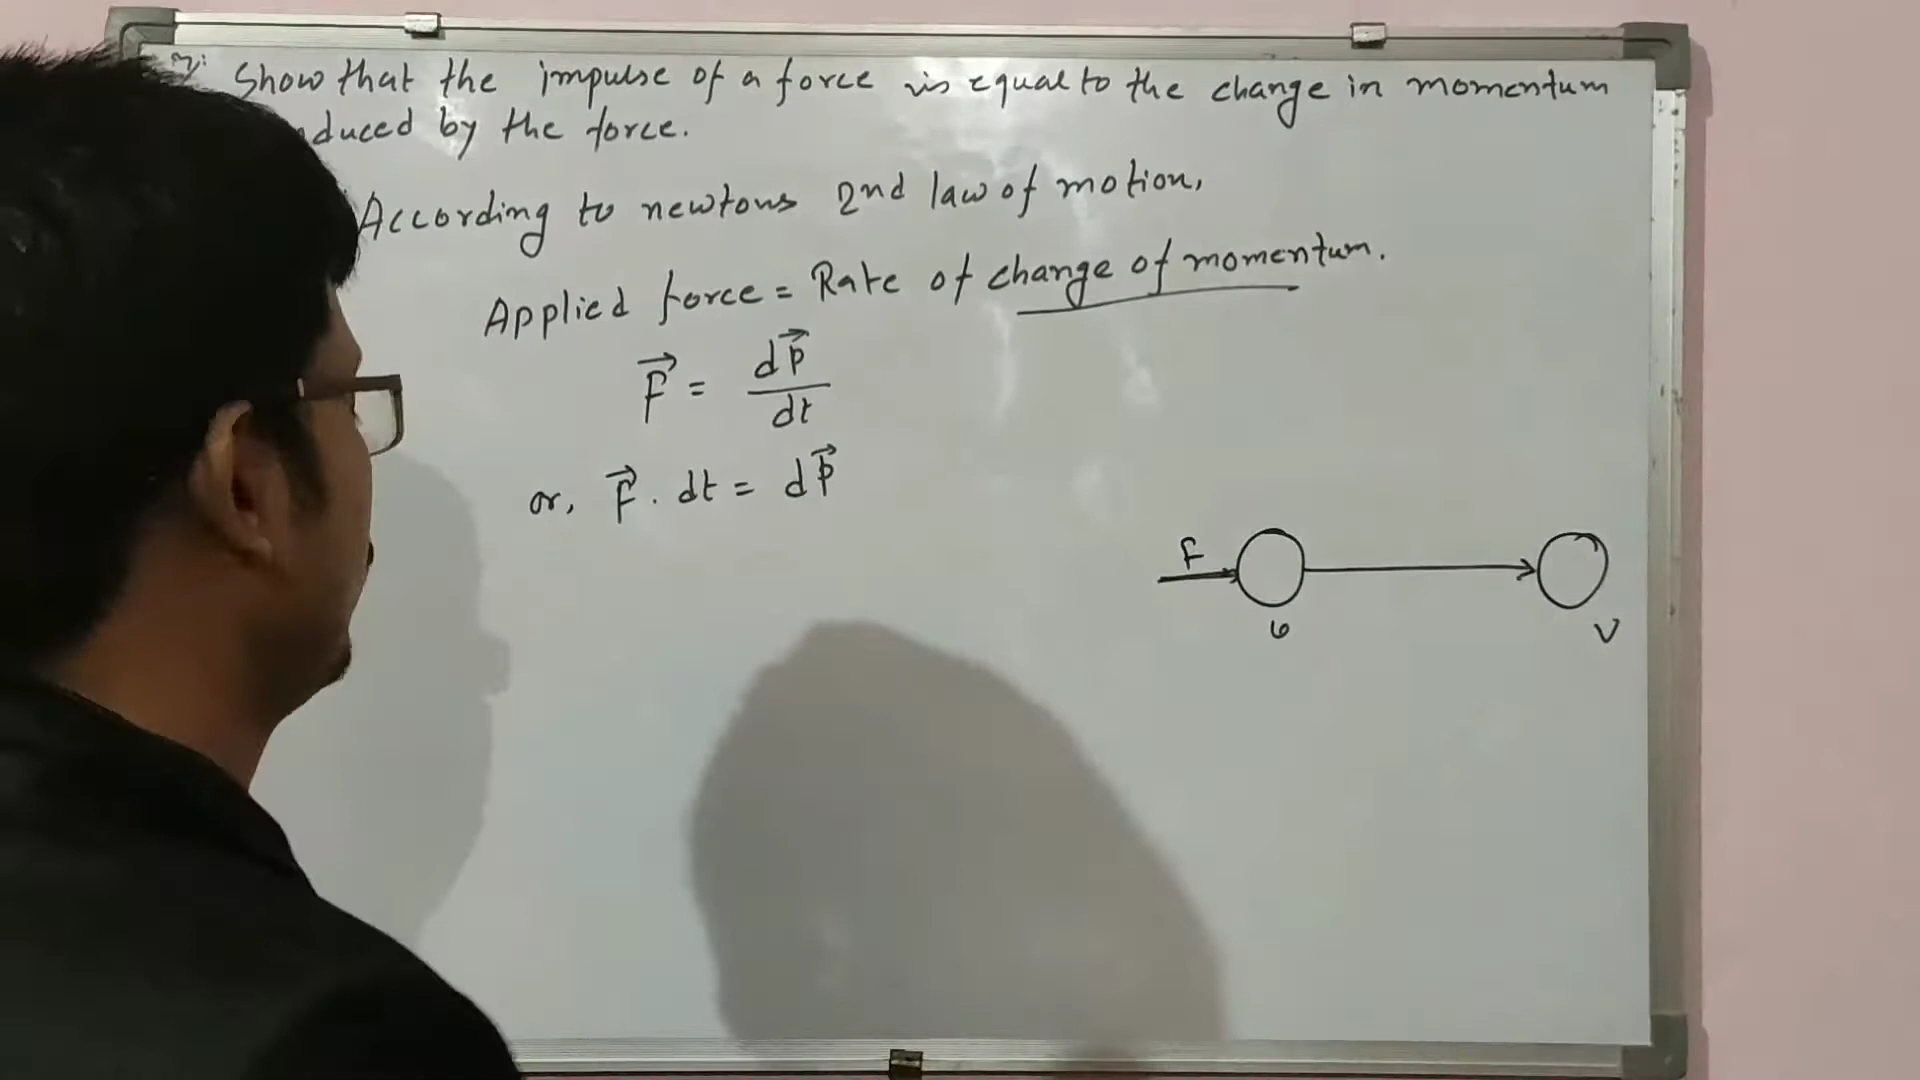 Show that the impulse of a force is equal to the change in momentum
duced by the force.
According to newtons 2nd law of motion,
Applied force = Rate of change of momentum.
F⃗ = dp⃗/dt
or, F⃗ . dt = dp⃗
F
V